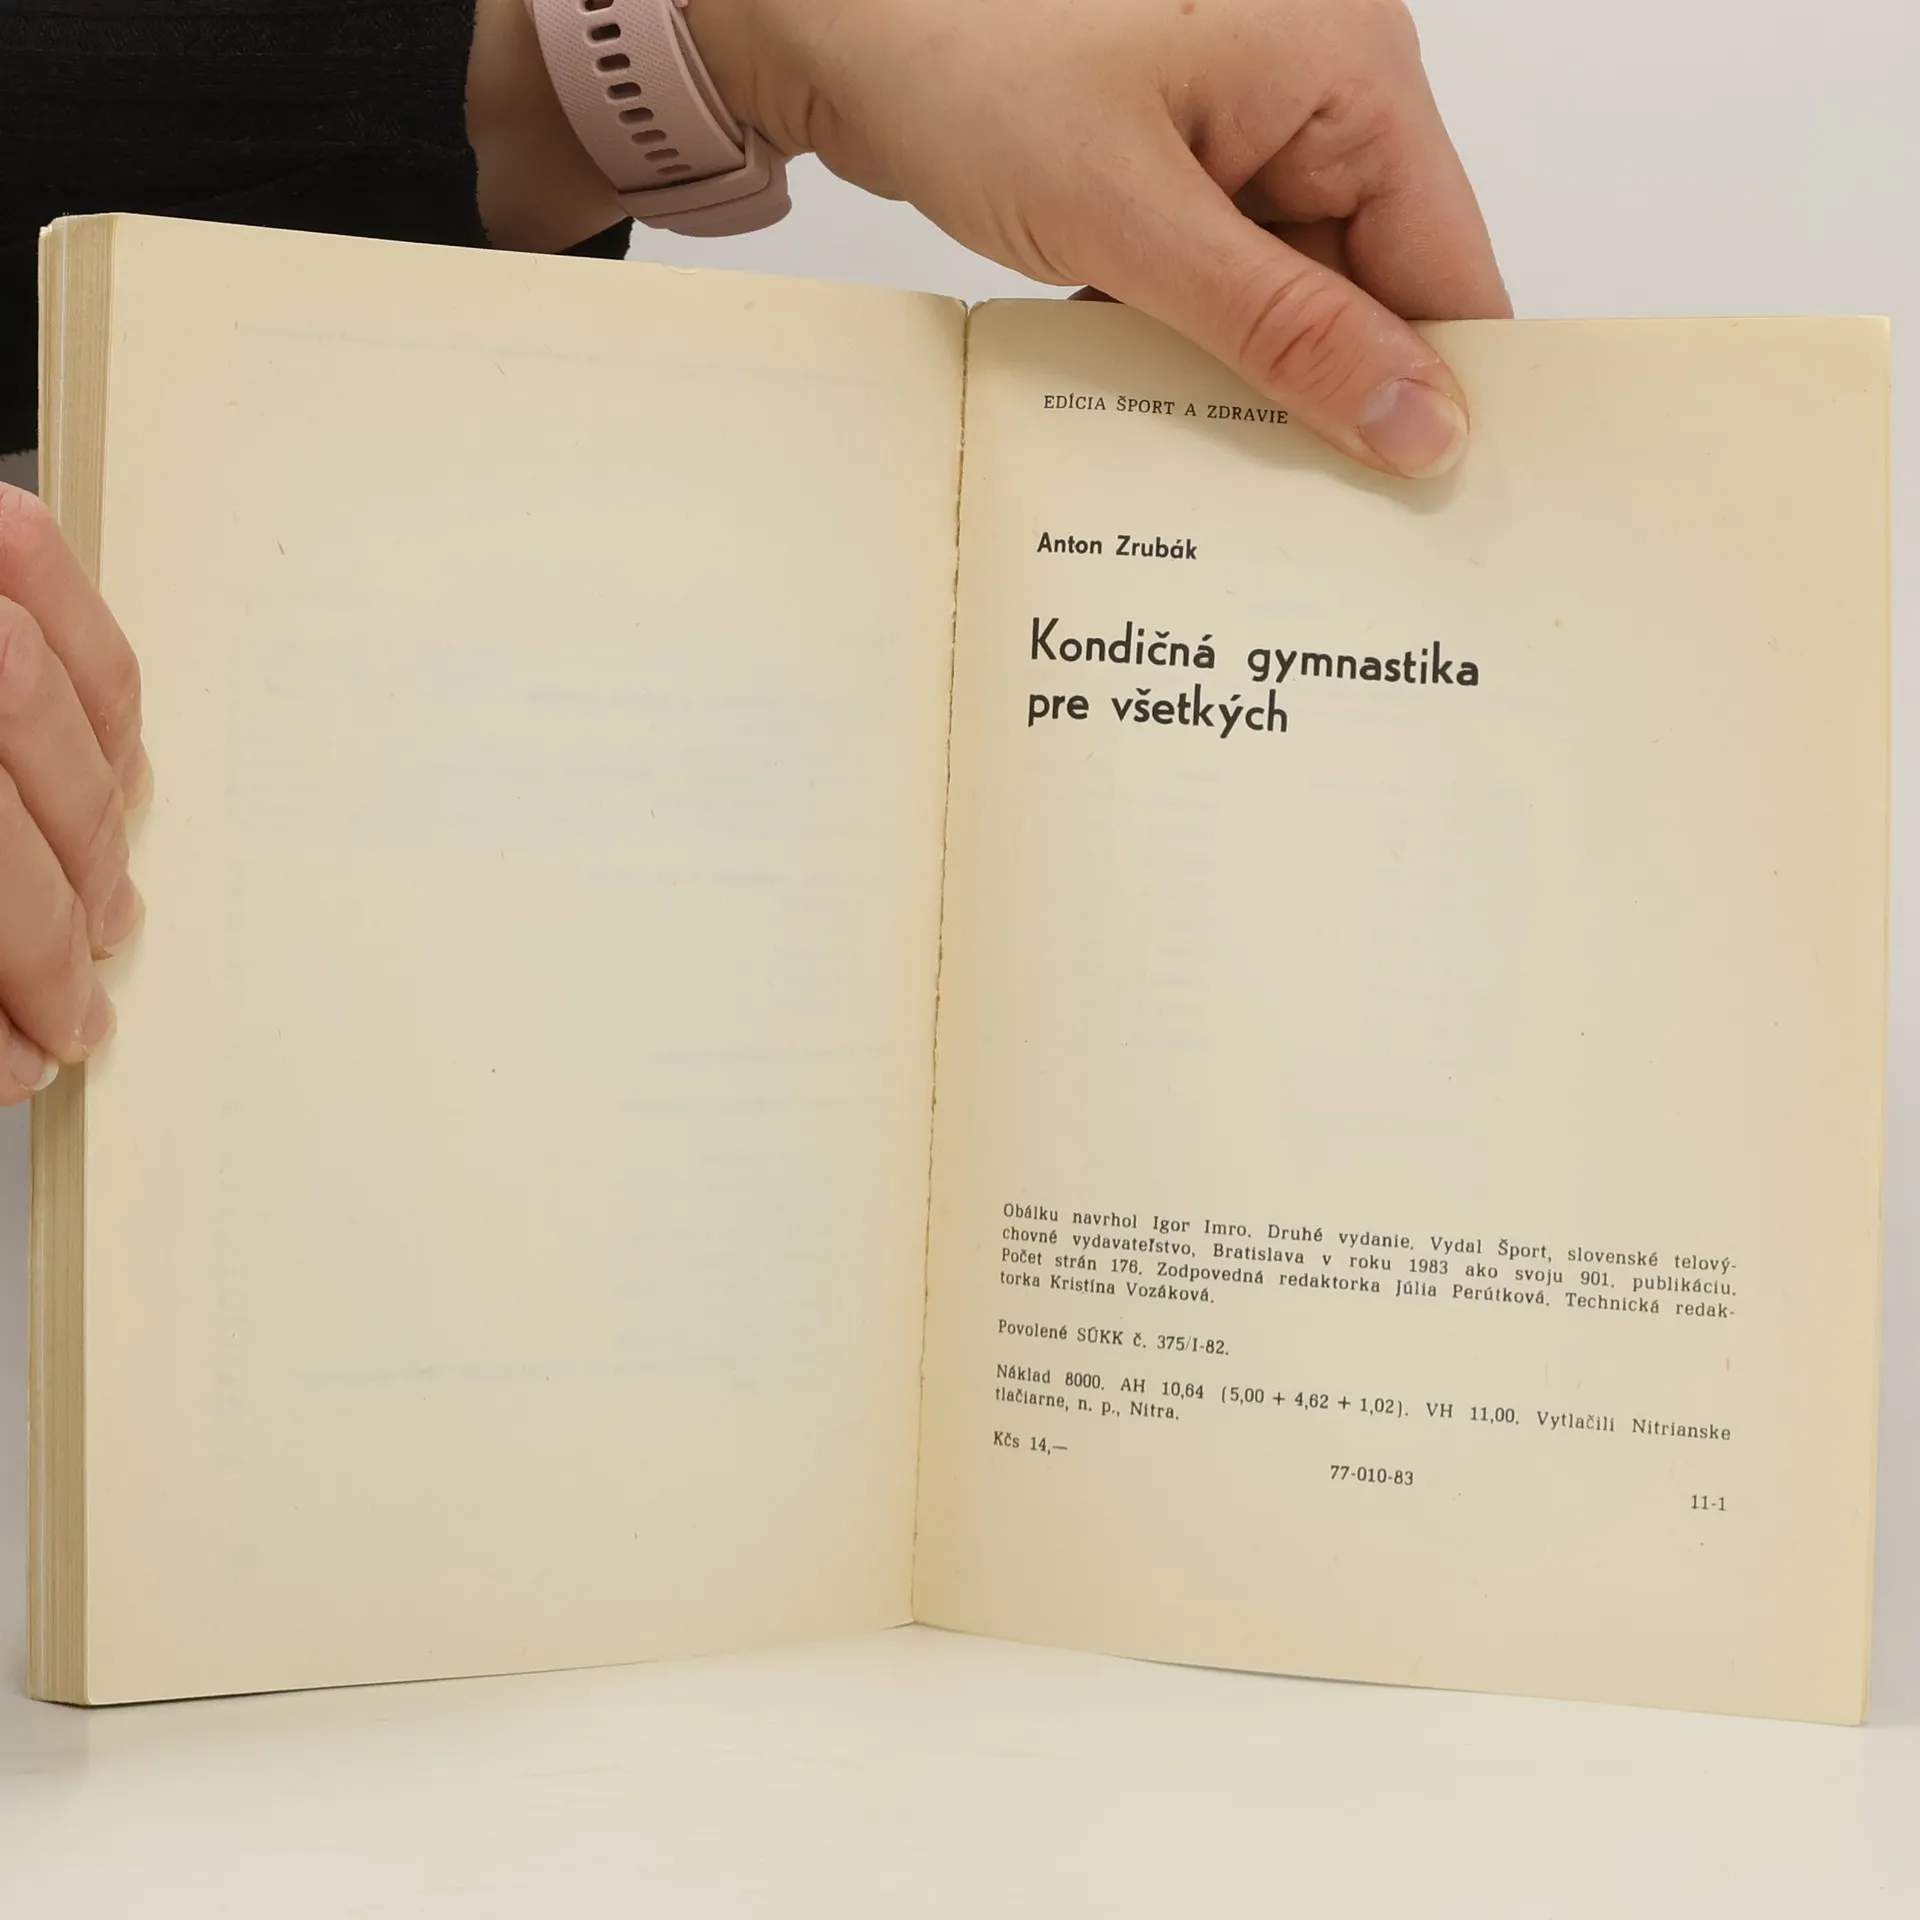 EDÍCIA ŠPORT A ZDRAVIE
Anton Zrubák
Kondičná gymnastika
pre všetkých
Obálku navrhol Igor Imro. Druhé vydanie. Vydal Šport, slovenské telový-
chovné vydavateľstvo, Bratislava v roku 1983 ako svoju 901. publikáciu.
Počet strán 176. Zodpovedná redaktorka Júlia Perútková. Technická redak-
torka Kristína Vozáková.
Povolené SÚKK č. 375/I-82.
Náklad 8000. AH 10,64 (5,00 + 4,62 + 1,02). VH 11,00. Vytlačili Nitrianske
tlačiarne, n. p., Nitra.
Kčs 14,—
77-010-83
11-1